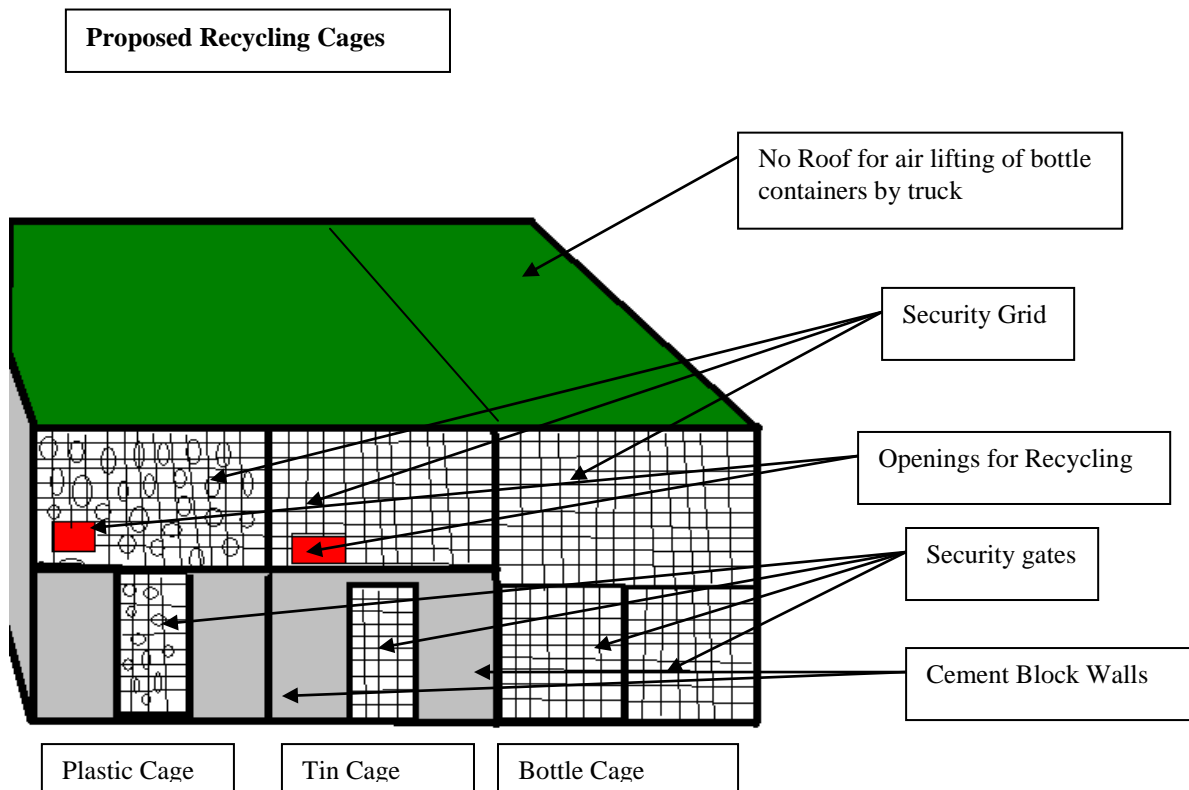 Proposed Recycling Cages
No Roof for air lifting of bottle
containers by truck
Security Grid
Openings for Recycling
Security gates
Cement Block Walls
Plastic Cage
Tin Cage
Bottle Cage